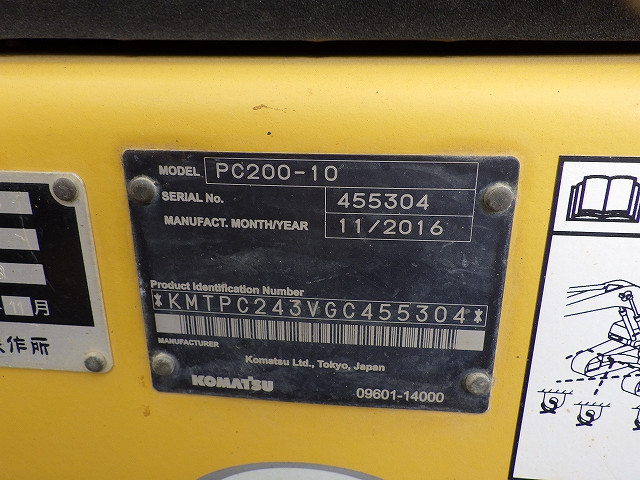 MODEL PC200-10
SERIAL No. 455304
MANUFACT. MONTH/YEAR 11/2016
Product Identification Number
*KMTPC243VGC455304*
MANUFACTURER
Komatsu Ltd., Tokyo, Japan
KOMATSU
09601-14000
11月
作所